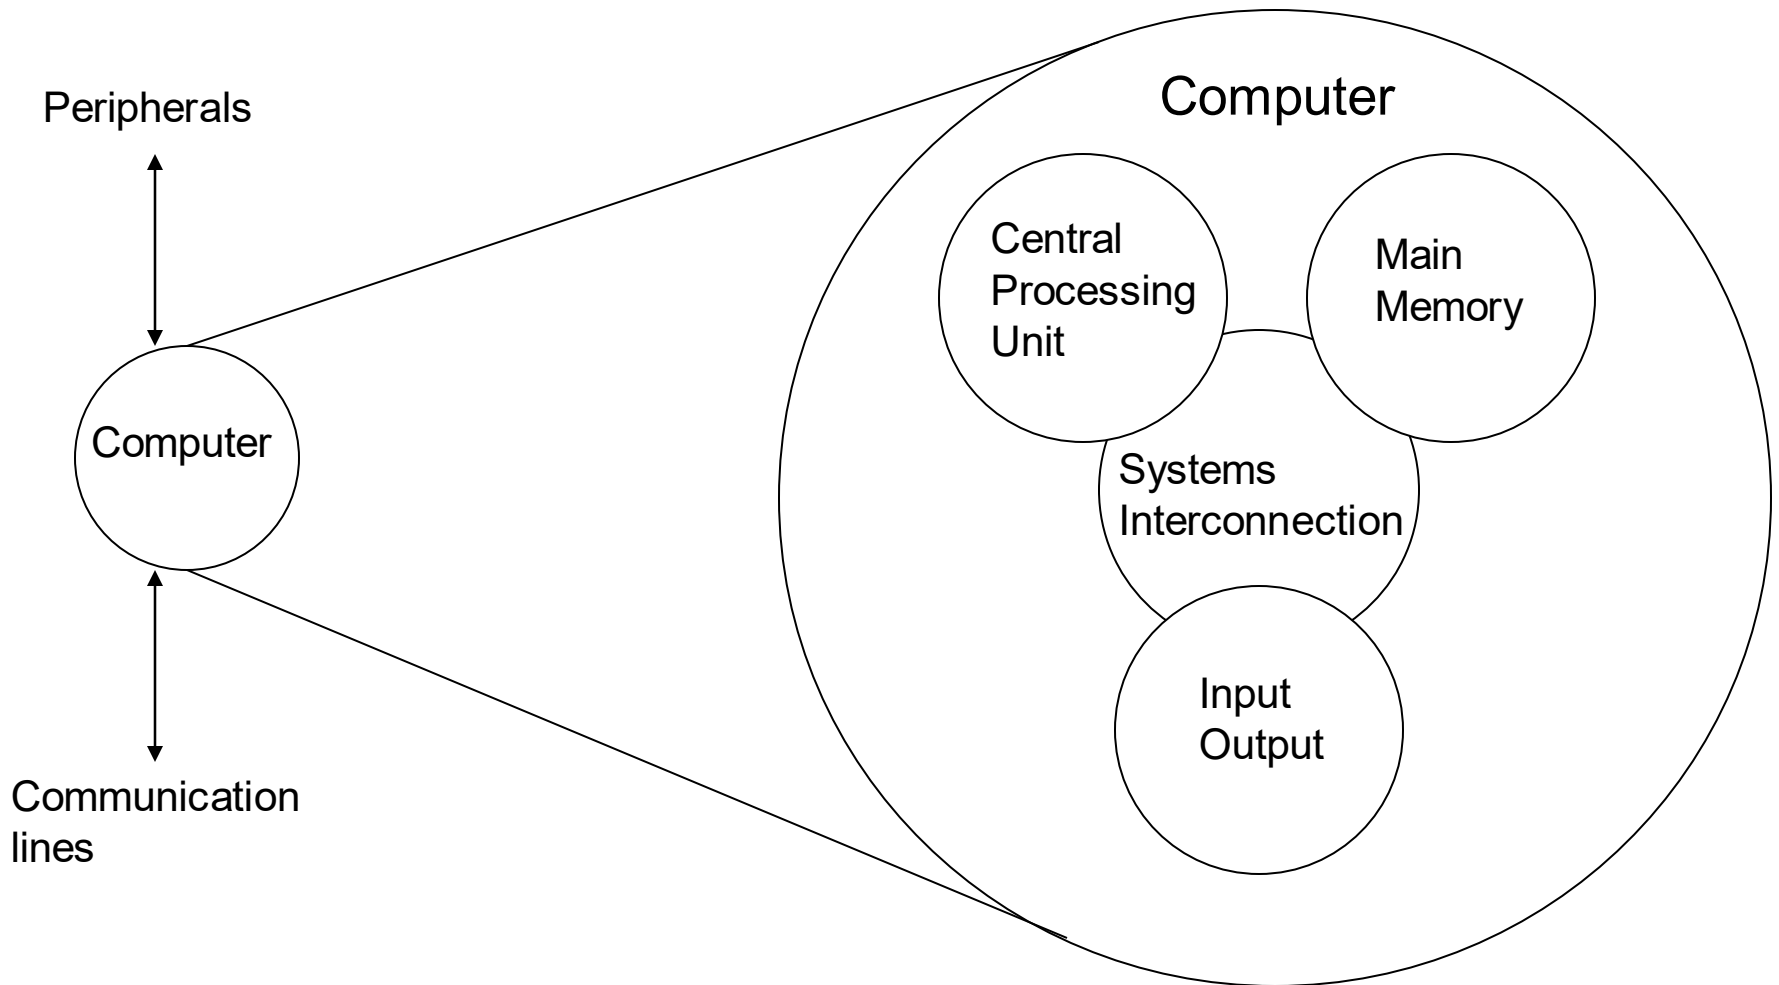 Peripherals
Computer
Communication
lines
Computer
Central
Processing
Unit
Main
Memory
Systems
Interconnection
Input
Output